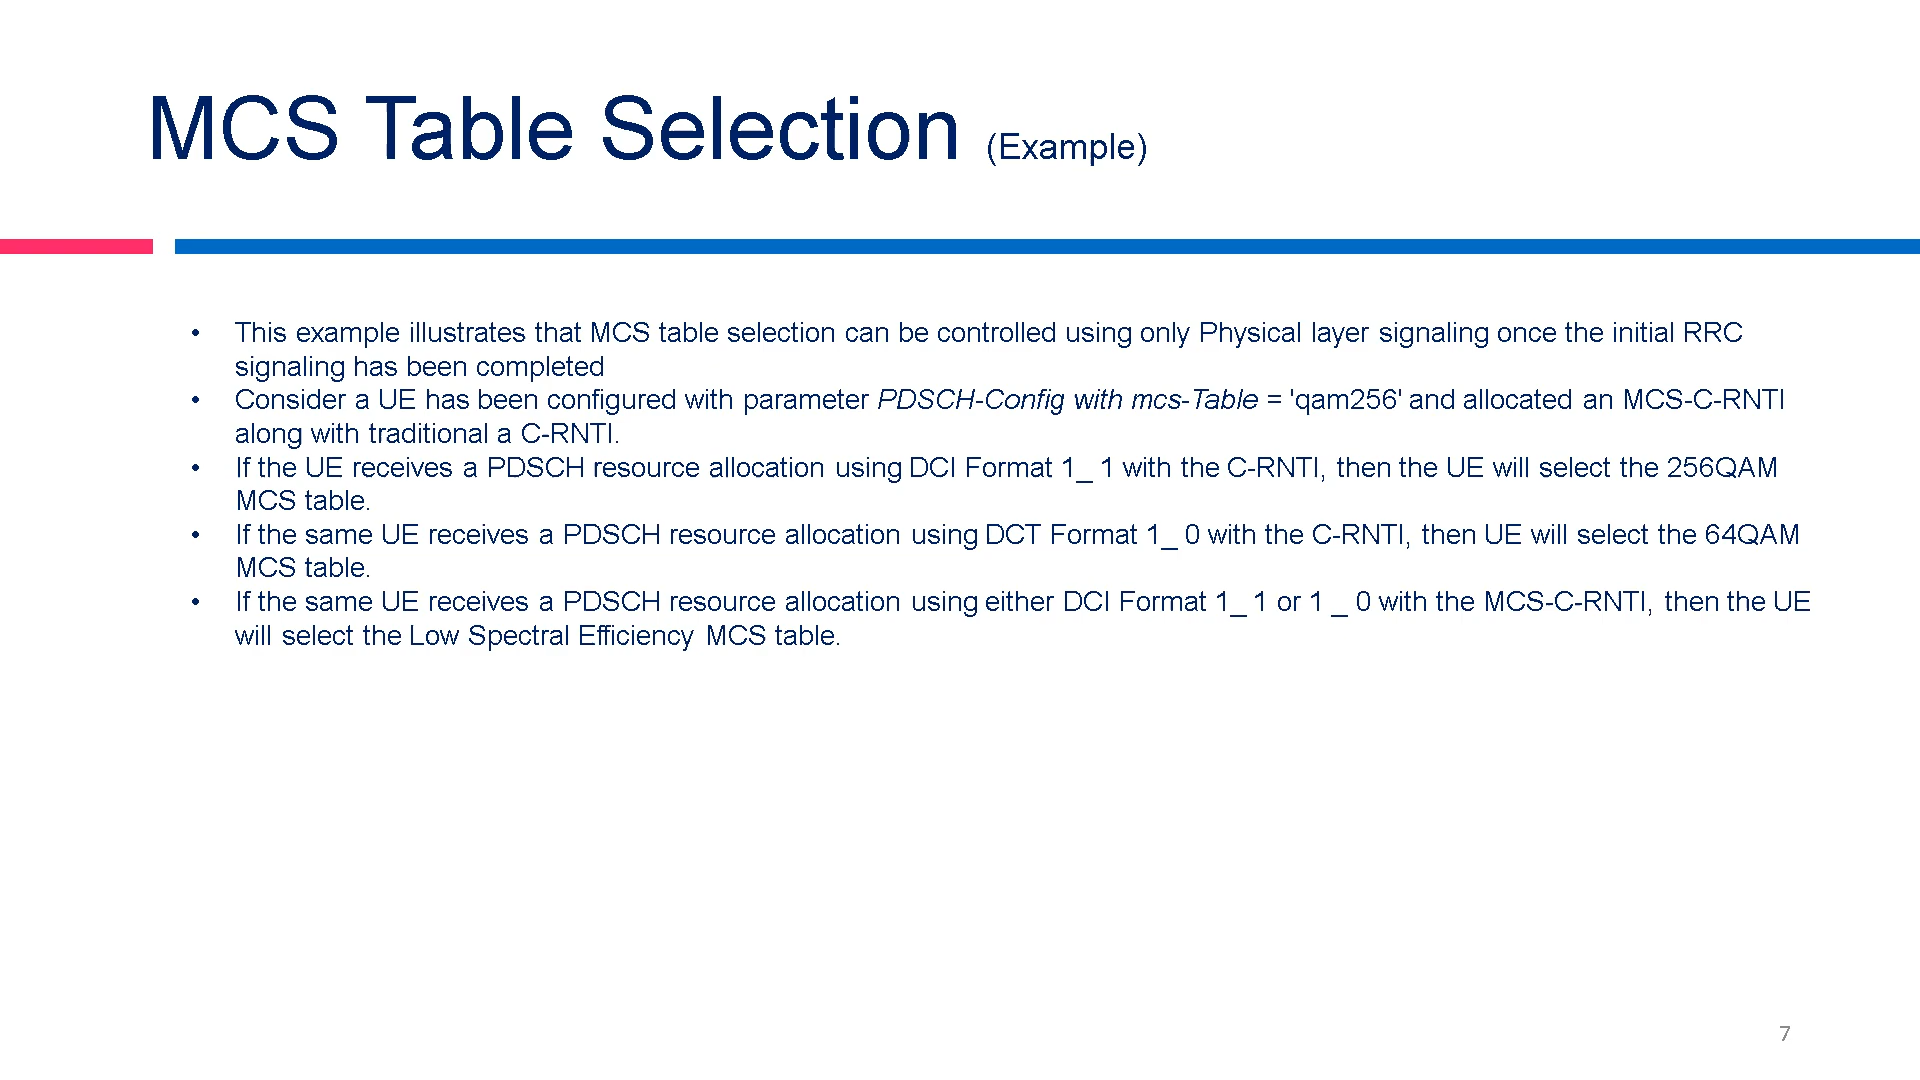 MCS Table Selection (Example)
• This example illustrates that MCS table selection can be controlled using only Physical layer signaling once the initial RRC
signaling has been completed
• Consider a UE has been configured with parameter PDSCH-Config with mcs-Table = 'qam256' and allocated an MCS-C-RNTI
along with traditional a C-RNTI.
• If the UE receives a PDSCH resource allocation using DCI Format 1_ 1 with the C-RNTI, then the UE will select the 256QAM
MCS table.
• If the same UE receives a PDSCH resource allocation using DCT Format 1_ 0 with the C-RNTI, then UE will select the 64QAM
MCS table.
• If the same UE receives a PDSCH resource allocation using either DCI Format 1_ 1 or 1 _ 0 with the MCS-C-RNTI, then the UE
will select the Low Spectral Efficiency MCS table.
7